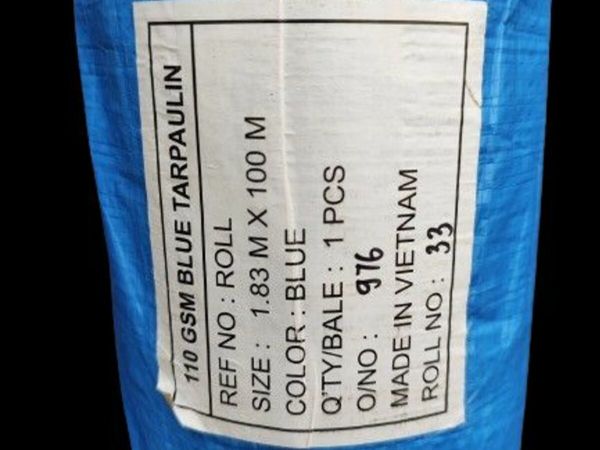 110 GSM BLUE TARPAULIN
REF NO : ROLL
SIZE : 1.83 M X 100 M
COLOR : BLUE
Q'TY/BALE : 1 PCS
O/NO : 976
MADE IN VIETNAM
ROLL NO : 33